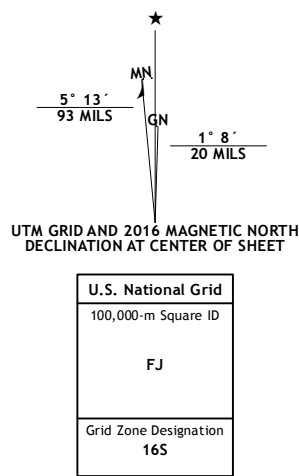 ★
MN
5° 13´
93 MILS
GN
1° 8´
20 MILS
UTM GRID AND 2016 MAGNETIC NORTH
DECLINATION AT CENTER OF SHEET
U.S. National Grid
100,000-m Square ID
FJ
Grid Zone Designation
16S